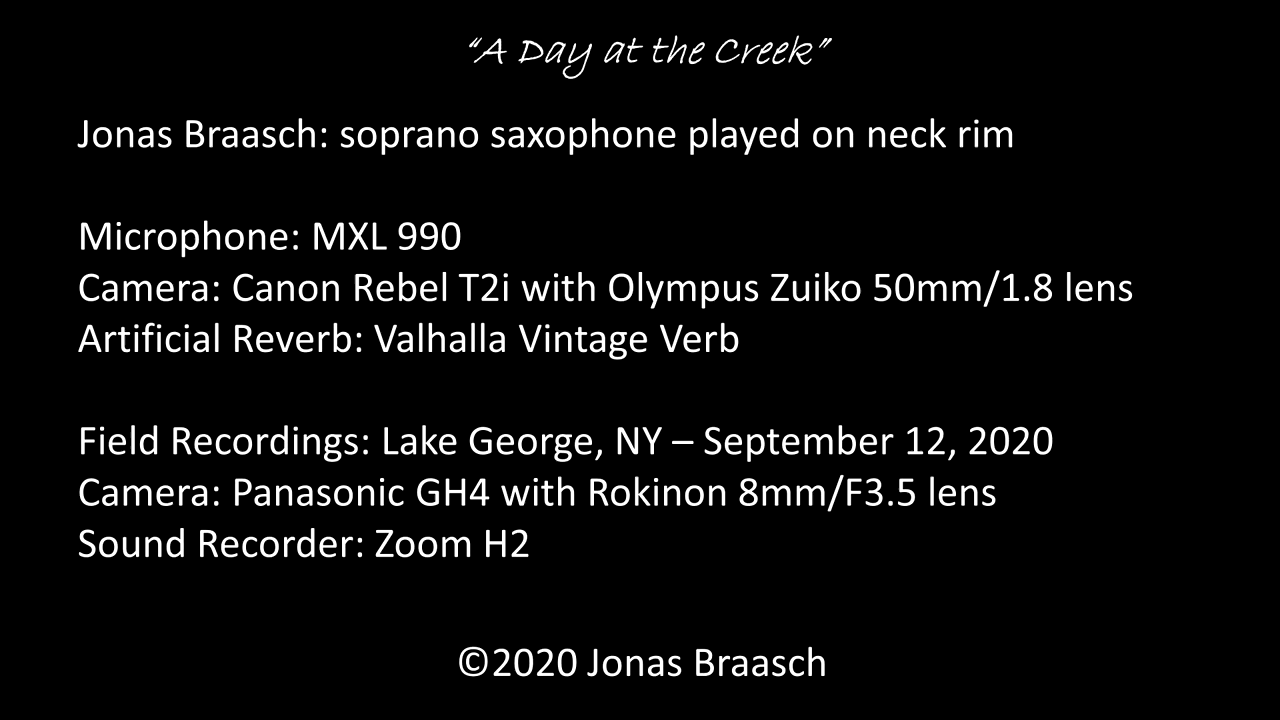 “A Day at the Creek”
Jonas Braasch: soprano saxophone played on neck rim
Microphone: MXL 990
Camera: Canon Rebel T2i with Olympus Zuiko 50mm/1.8 lens
Artificial Reverb: Valhalla Vintage Verb
Field Recordings: Lake George, NY – September 12, 2020
Camera: Panasonic GH4 with Rokinon 8mm/F3.5 lens
Sound Recorder: Zoom H2
©2020 Jonas Braasch